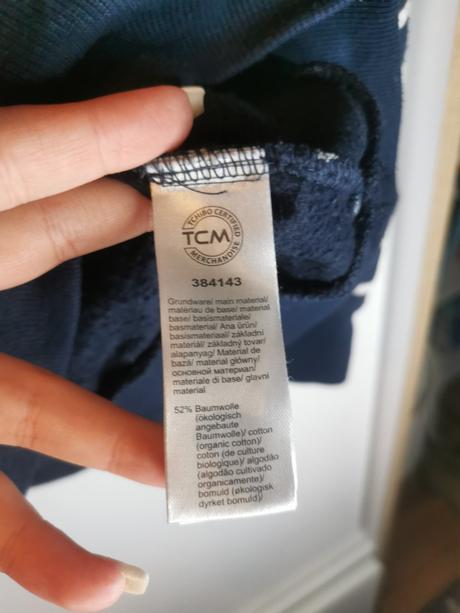 TCHIBO CERTIFIED
TCM
MERCHANDISE
384143
Grundware/ main material/
matériau de base/ material
base/ basismateriale/
basmaterial/ Ana ürün/
basismateriaal/ základní
materiál/ základný tovar/
alapanyag/ Material de
bază/ materiał główny/
основной материал/
materiale di base/ glavni
material
52% Baumwolle
(ökologisch
angebaute
Baumwolle)/ cotton
(organic cotton)/
coton (de culture
biologique)/ algodão
(algodão cultivado
organicamente)/
bomuld (økologisk
dyrket bomuld)/